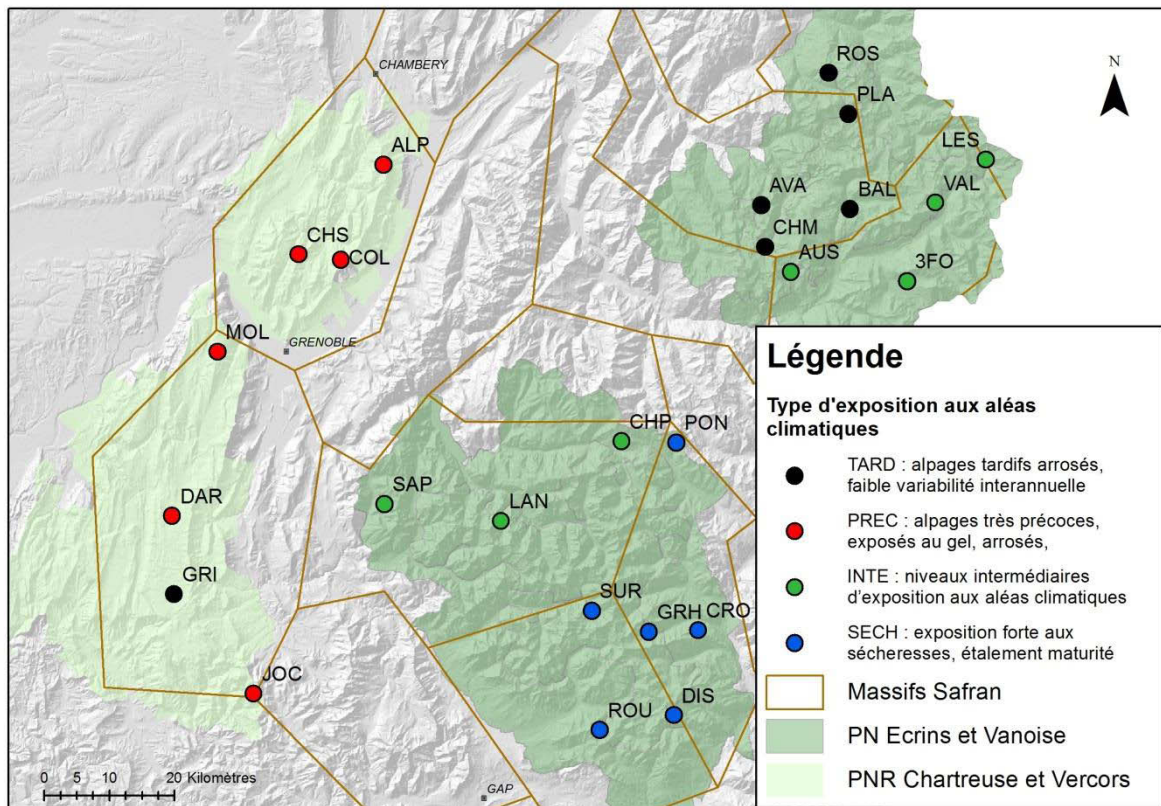 CHAMBERY
ROS
N
PLA
ALP
LES
AVA
BAL
VAL
CHS
COL
CHM
AUS
3FO
MOL
GRENOBLE
Légende
Type d'exposition aux aléas
climatiques
CHP
PON
TARD : alpages tardifs arrosés,
faible variabilité interannuelle
SAP
LAN
DAR
PREC : alpages très précoces,
exposés au gel, arrosés,
GRI
INTE : niveaux intermédiaires
d'exposition aux aléas climatiques
SUR
GRH
CRO
SECH : exposition forte aux
sécheresses, étalement maturité
JOC
ROU
DIS
Massifs Safran
PN Ecrins et Vanoise
PNR Chartreuse et Vercors
0 5 10 20 Kilomètres
GAP